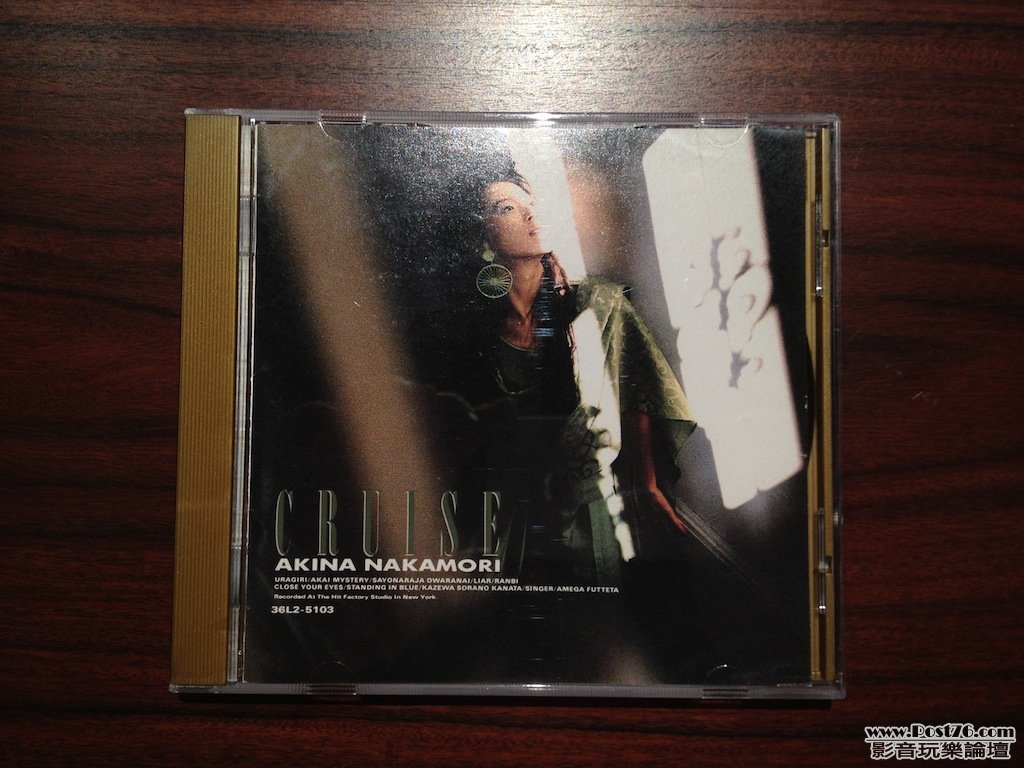 CRUISE
AKINA NAKAMORI
URAGIRI/AKAI MYSTERY/SAYONARAJA OWARANAI/LIAR/RANBI
CLOSE YOUR EYES/STANDING IN BLUE/KAZEWA SORANO KANATA/SINGER/AMEGA FUTTETA
Recorded At The Hit Factory Studio In New York.
36L2-5103
www.Post76.com
影音玩樂論壇